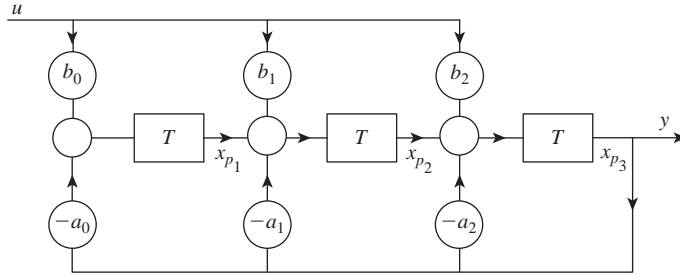 u
b₀ b₁ b₂
y
T T T
xₚ₁ xₚ₂ xₚ₃
−a₀ −a₁ −a₂